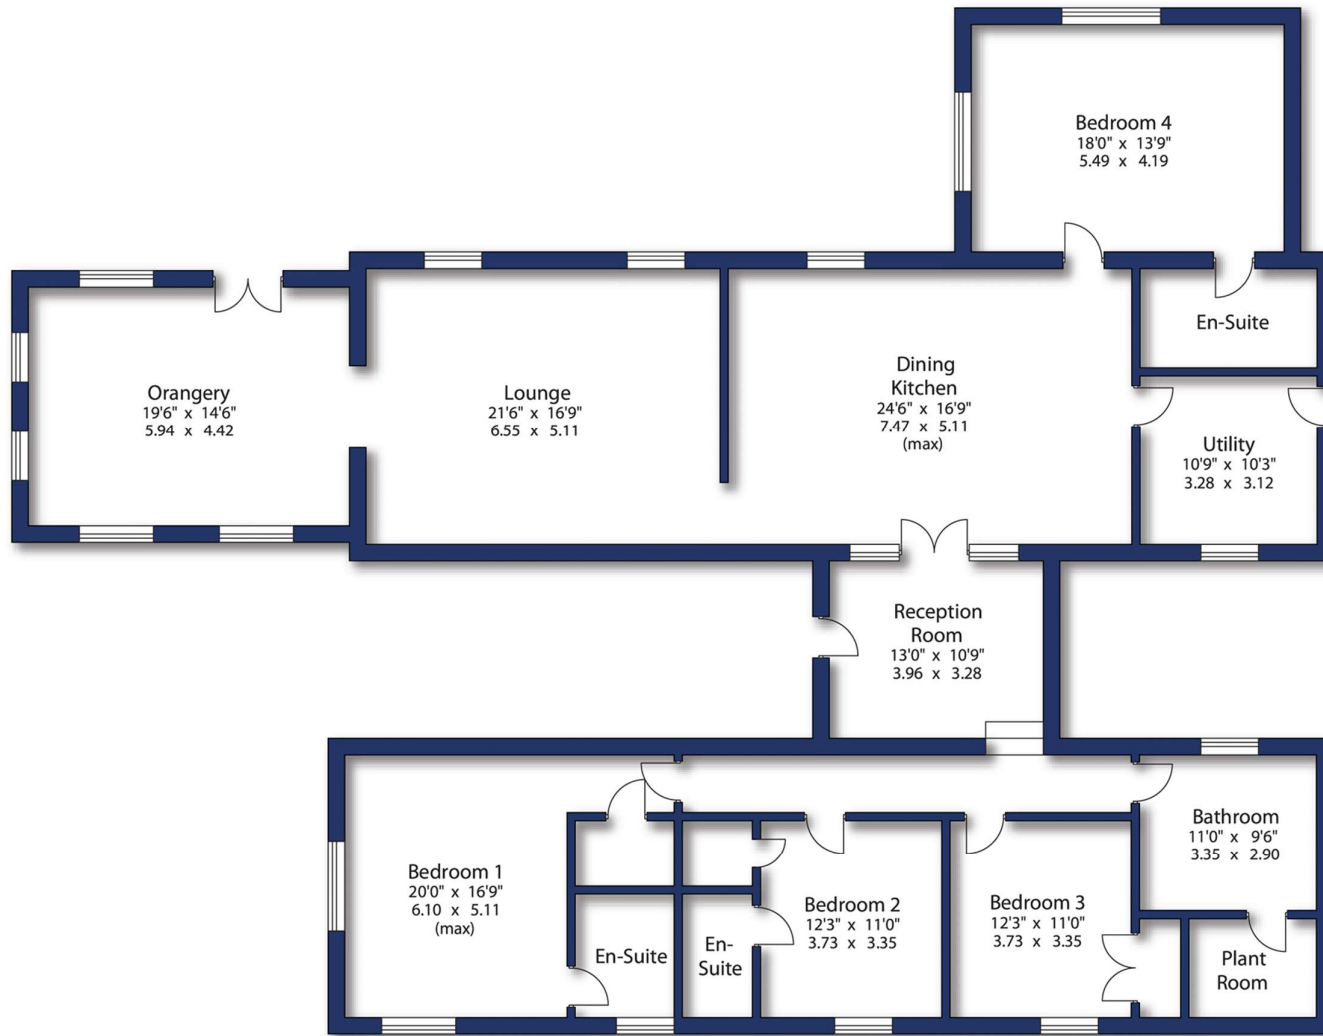 Bedroom 4
18'0" x 13'9"
5.49 x 4.19
En-Suite
Orangery
19'6" x 14'6"
5.94 x 4.42
Lounge
21'6" x 16'9"
6.55 x 5.11
Dining
Kitchen
24'6" x 16'9"
7.47 x 5.11
(max)
Utility
10'9" x 10'3"
3.28 x 3.12
Reception
Room
13'0" x 10'9"
3.96 x 3.28
Bedroom 1
20'0" x 16'9"
6.10 x 5.11
(max)
En-Suite
En-
Suite
Bedroom 2
12'3" x 11'0"
3.73 x 3.35
Bedroom 3
12'3" x 11'0"
3.73 x 3.35
Bathroom
11'0" x 9'6"
3.35 x 2.90
Plant
Room